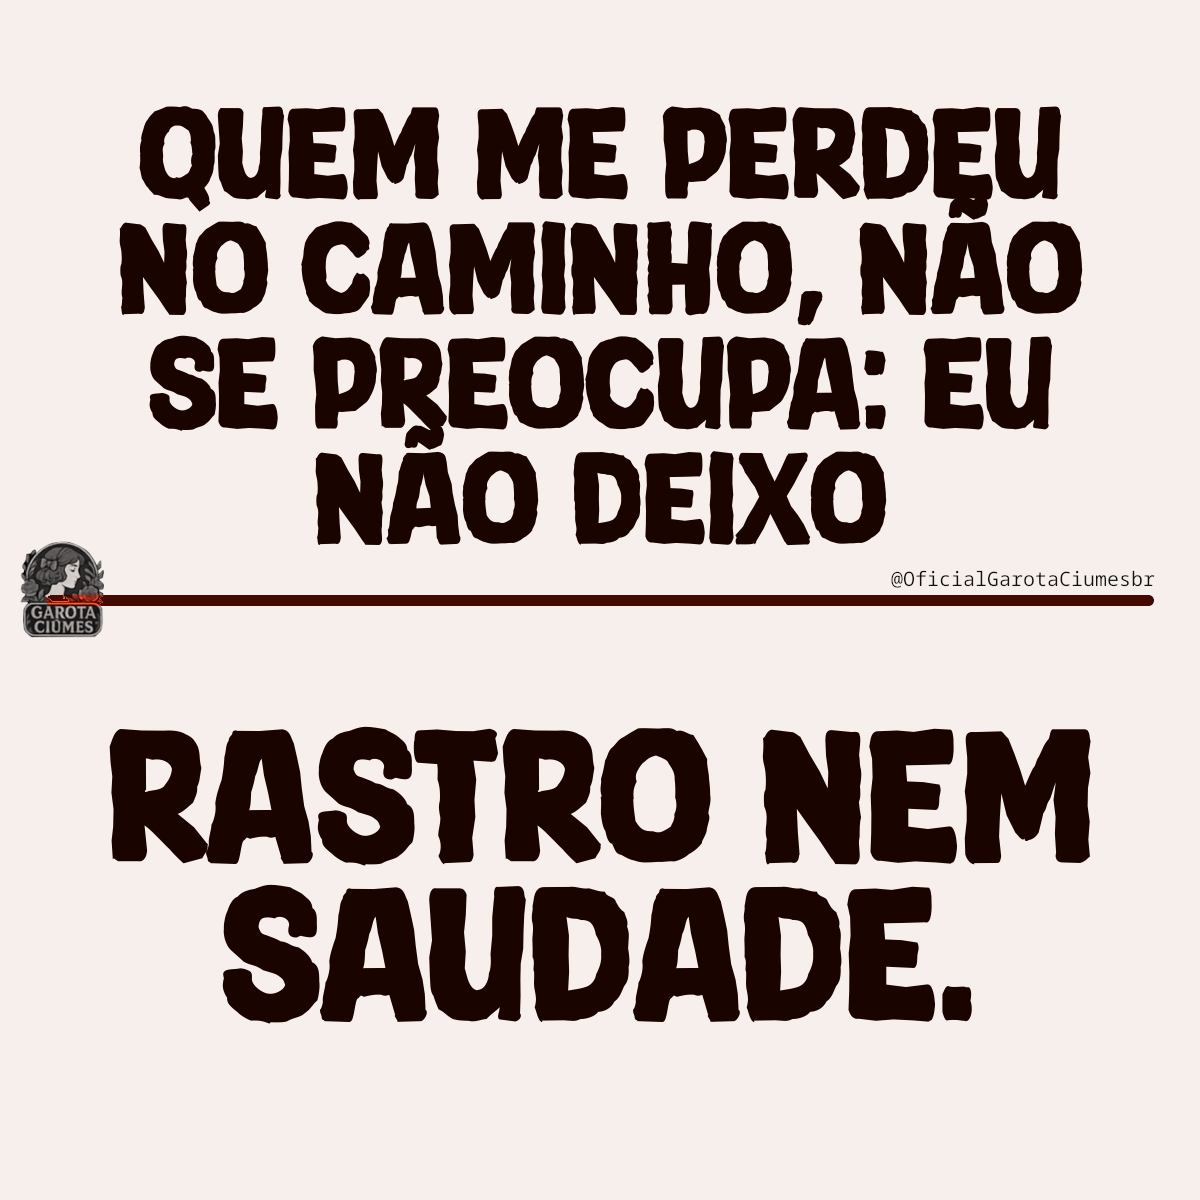 QUEM ME PERDEU
NO CAMINHO, NÃO
SE PREOCUPA: EU
NÃO DEIXO
@OficialGarotaCiumesbr
GAROTA
CIÚMES
RASTRO NEM
SAUDADE.